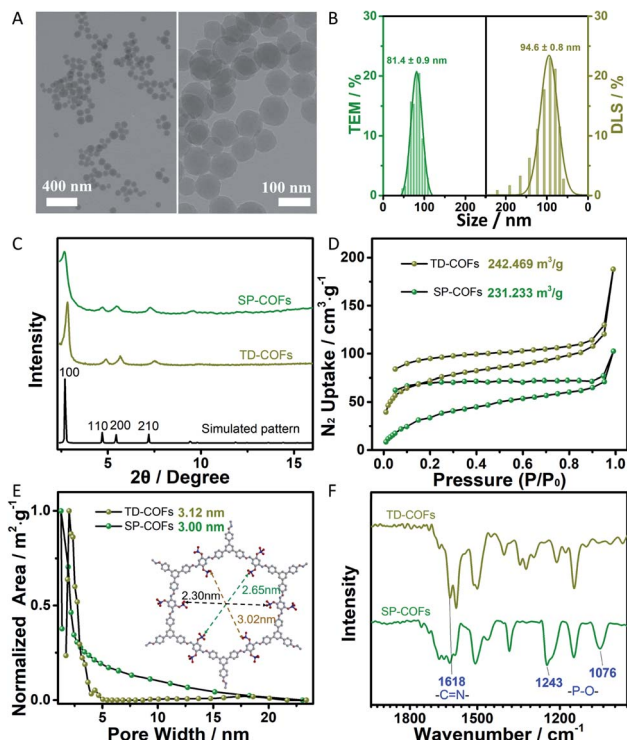 A
400 nm
100 nm
B
TEM / %
30
20
10
0
81.4 ± 0.9 nm
94.6 ± 0.8 nm
30
20
10
0
DLS / %
0 100 200 100 0
Size / nm
C
Intensity
SP-COFs
TD-COFs
Simulated pattern
100
110 200 210
5 10 15
2θ / Degree
D
N₂ Uptake / cm³·g⁻¹
200
150
100
50
0
TD-COFs 242.469 m³/g
SP-COFs 231.233 m³/g
0.0 0.2 0.4 0.6 0.8 1.0
Pressure (P/P₀)
E
Normalized Area / m²·g⁻¹
1.0
0.5
0.0
TD-COFs 3.12 nm
SP-COFs 3.00 nm
2.65nm
2.30nm
3.02nm
5 10 15 20
Pore Width / nm
F
Intensity
TD-COFs
SP-COFs
1618
-C=N-
1243
-P-O-
1076
1800 1500 1200
Wavenumber / cm⁻¹